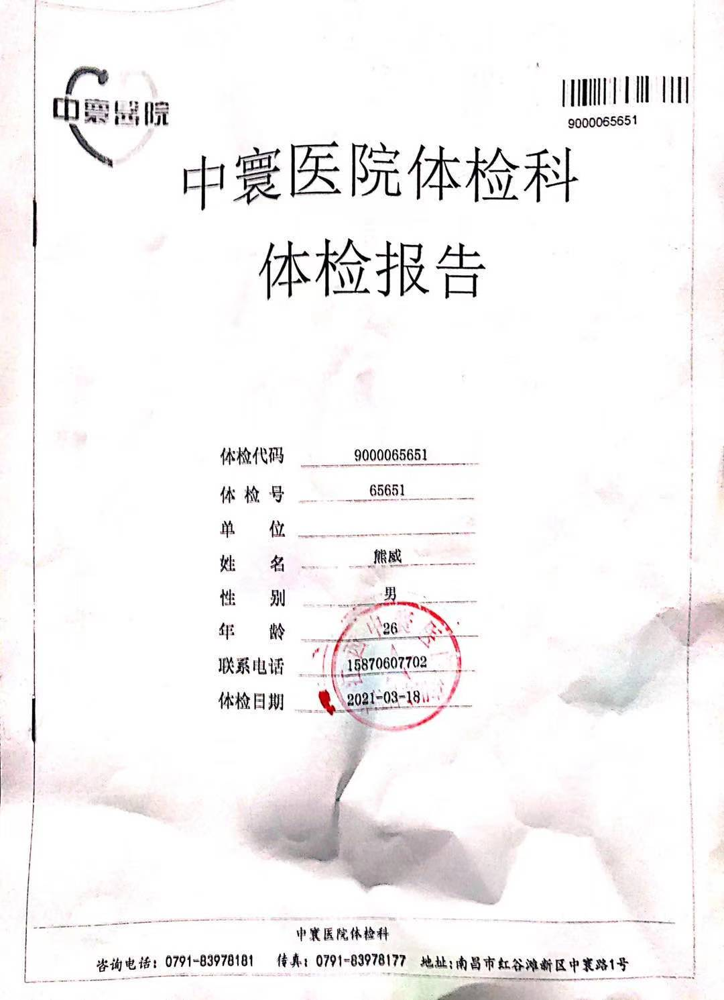 中寰醫院
9000065651
中寰医院体检科
体检报告
体检代码 9000065651
体检号 65651
单位
姓名 熊威
性别 男
年龄 26
联系电话 15870607702
体检日期 2021-03-18
中寰医院体检科
咨询电话：0791-83978181 传真：0791-83978177 地址：南昌市红谷滩新区中寰路1号